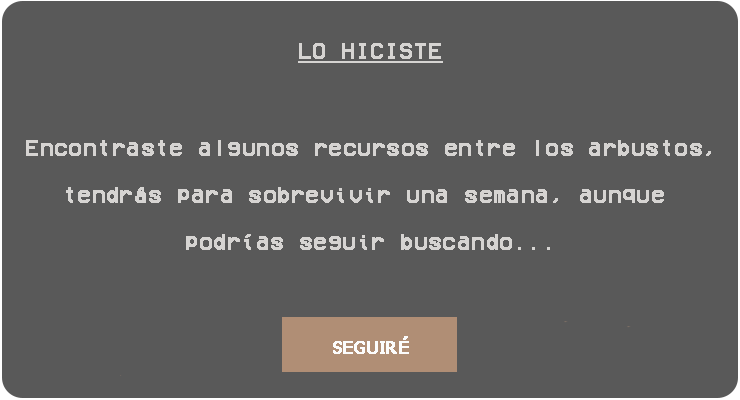 LO HICISTE
Encontraste algunos recursos entre los arbustos,
tendrás para sobrevivir una semana, aunque
podrías seguir buscando...
SEGUIRÉ